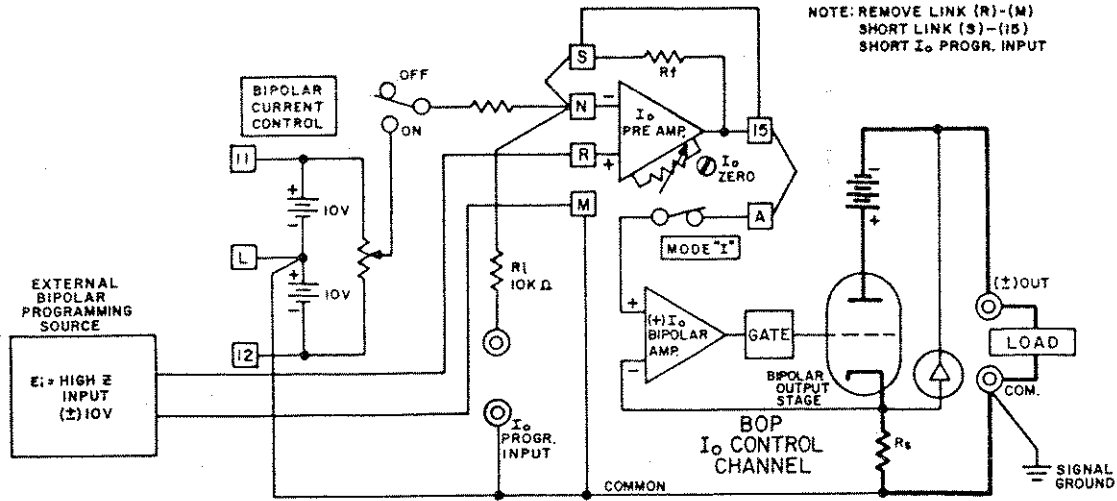 NOTE: REMOVE LINK (R)-(M)
SHORT LINK (S)-(15)
SHORT Io PROGR. INPUT
OFF
BIPOLAR
CURRENT
CONTROL
ON
S
Rf
N
-
Io
PRE AMP.
15
R
+
Io
ZERO
M
A
MODE "I"
11
+
10V
-
L
+
10V
-
12
R1
10K Ω
EXTERNAL
BIPOLAR
PROGRAMMING
SOURCE
Ei = HIGH Z
INPUT
(±) 10V
Io
PROGR.
INPUT
+
(+) Io
BIPOLAR
AMP.
-
GATE
-
+
BIPOLAR
OUTPUT
STAGE
(±) OUT
LOAD
COM.
BOP
Io CONTROL
CHANNEL
Rs
COMMON
SIGNAL
GROUND